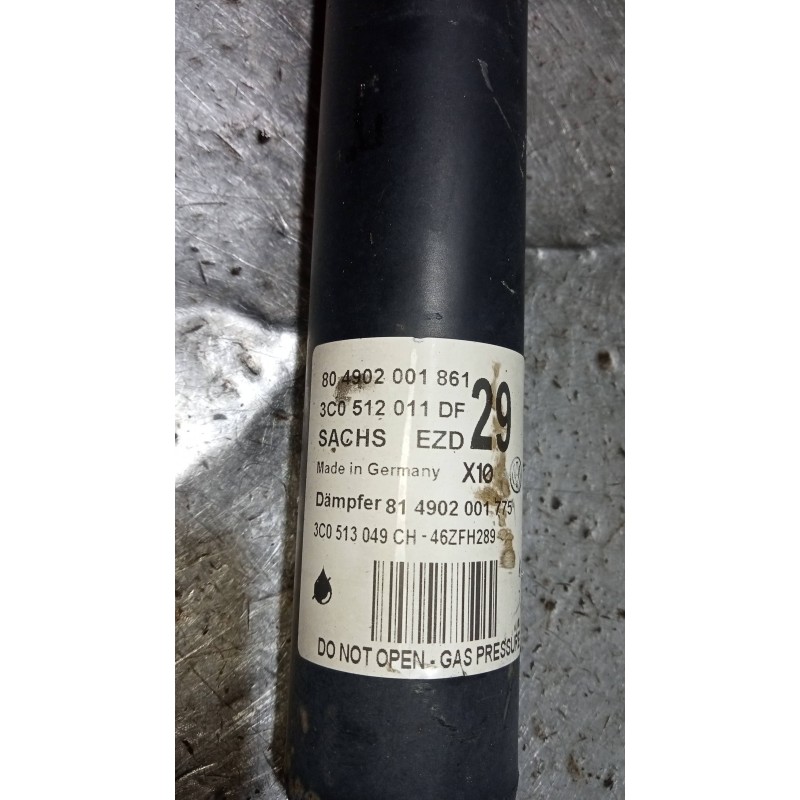 80 4902 001 861
3C0 512 011 DF 29
SACHS EZD
Made in Germany X10
Dämpfer 81 4902 001 775
3C0 513 049 CH - 46ZFH289
DO NOT OPEN - GAS PRESSURE